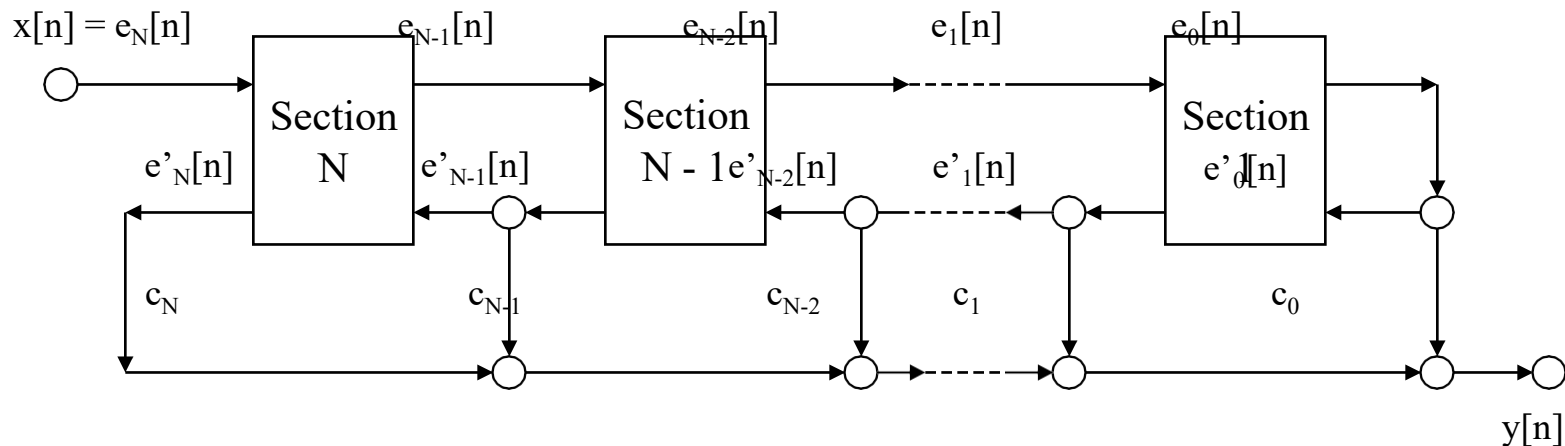 x[n] = e_N[n] e_{N-1}[n] e_{N-2}[n] e_1[n] e_0[n]
Section Section Section
N N - 1 1
e’_N[n] e’_{N-1}[n] e’_{N-2}[n] e’_1[n] e’_0[n]
c_N c_{N-1} c_{N-2} c_1 c_0
y[n]